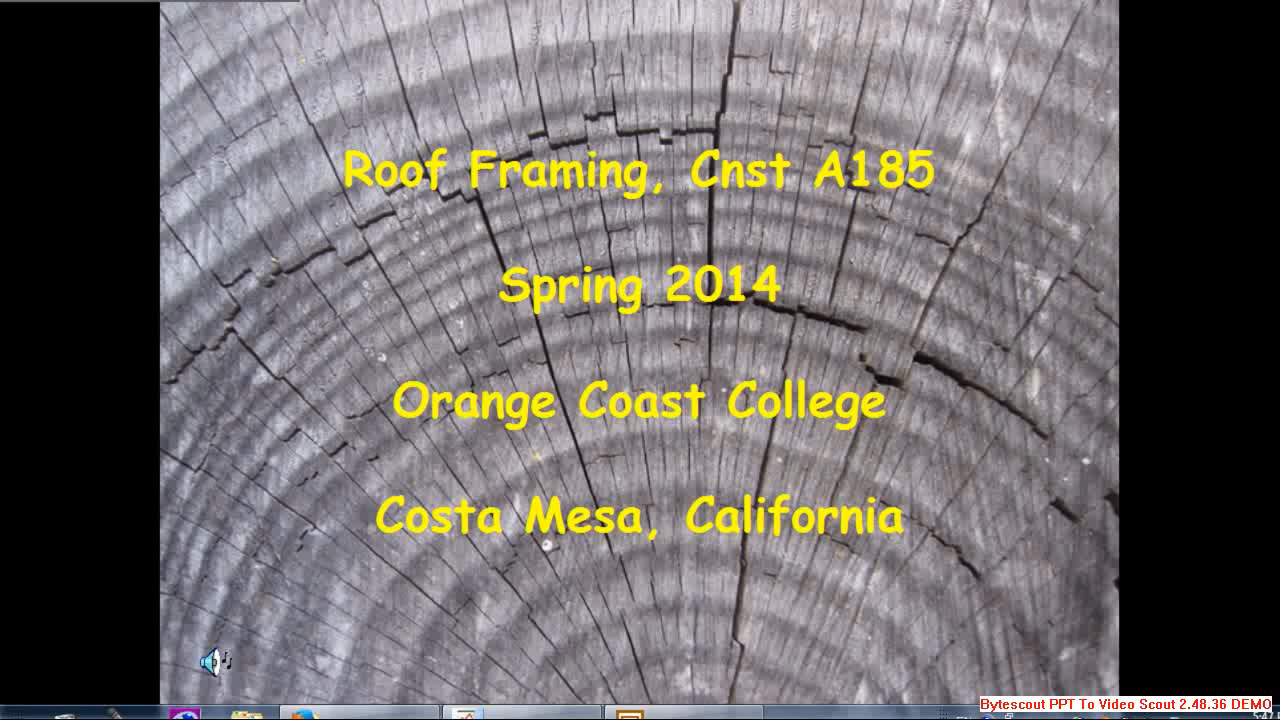 Roof Framing, Cnst A185
Spring 2014
Orange Coast College
Costa Mesa, California
Bytescout PPT To Video Scout 2.48.36 DEMO